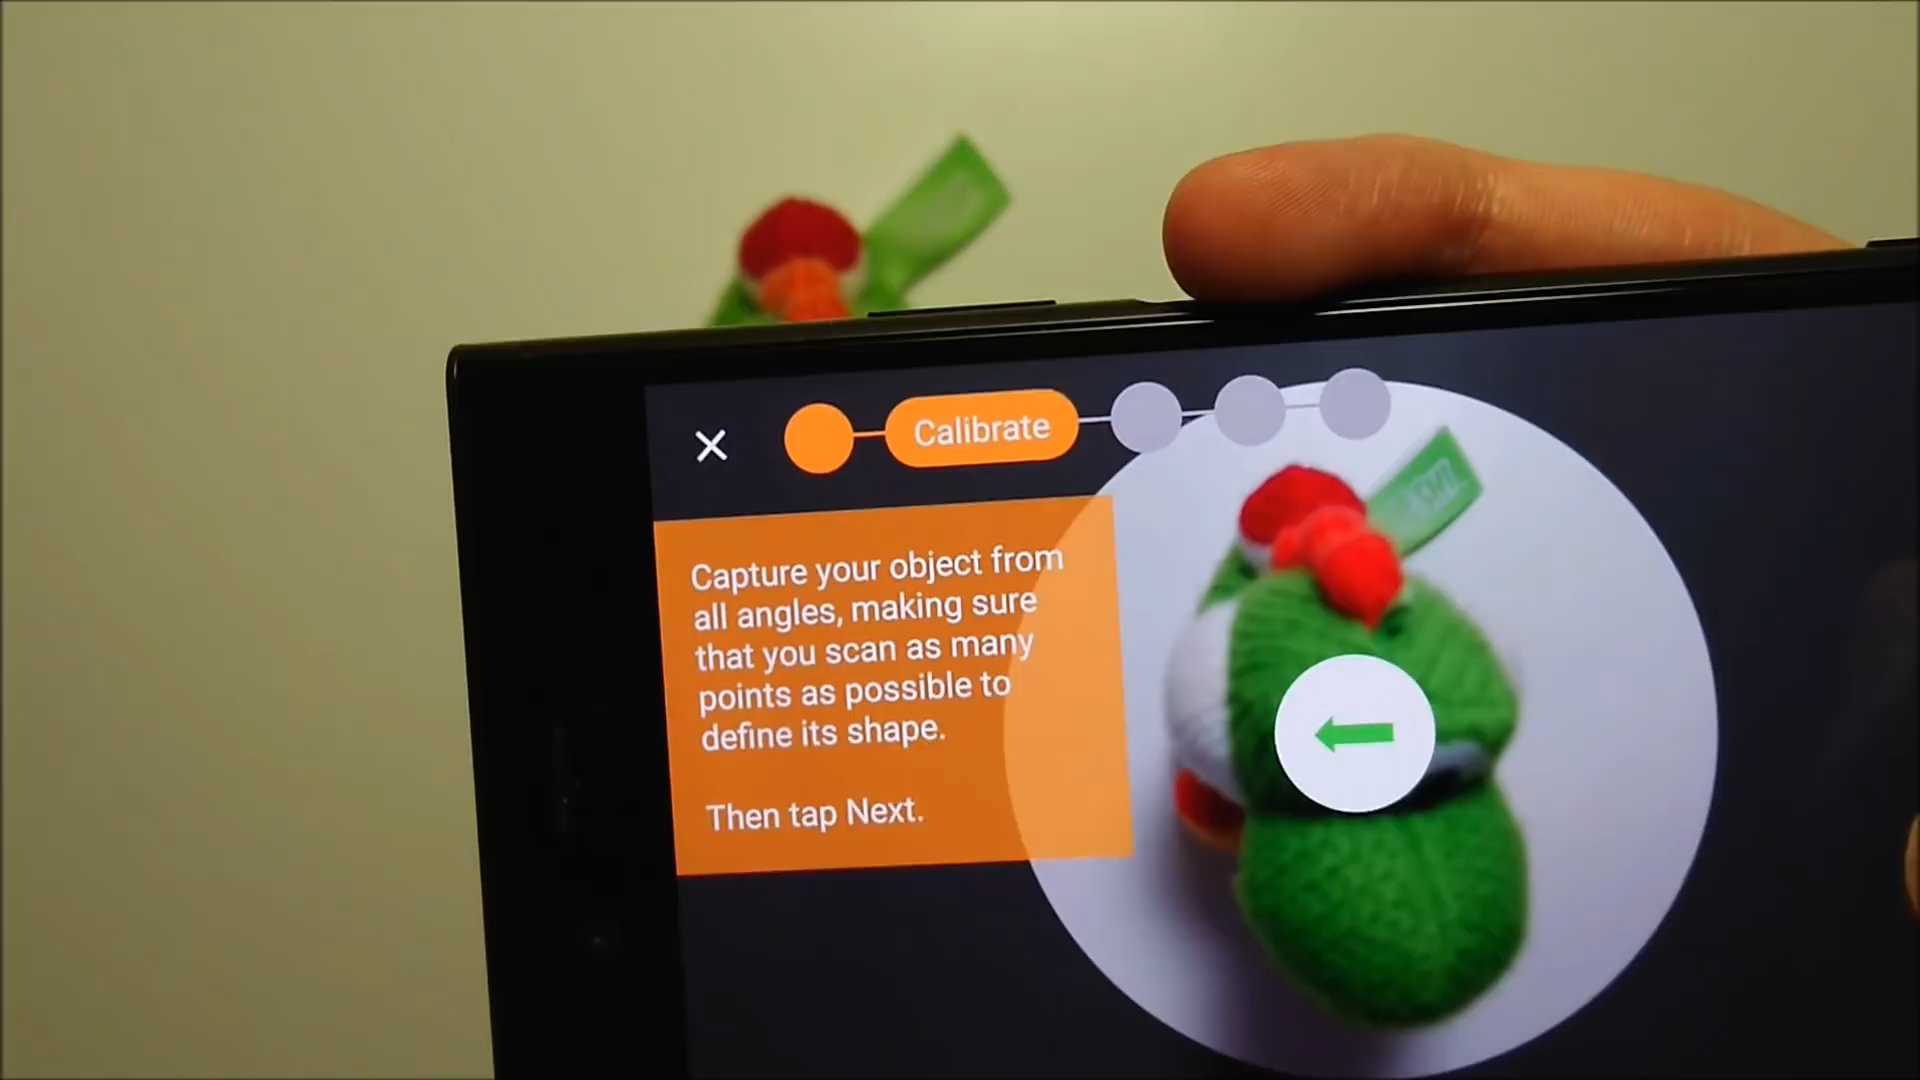 Calibrate
Capture your object from
all angles, making sure
that you scan as many
points as possible to
define its shape.
Then tap Next.